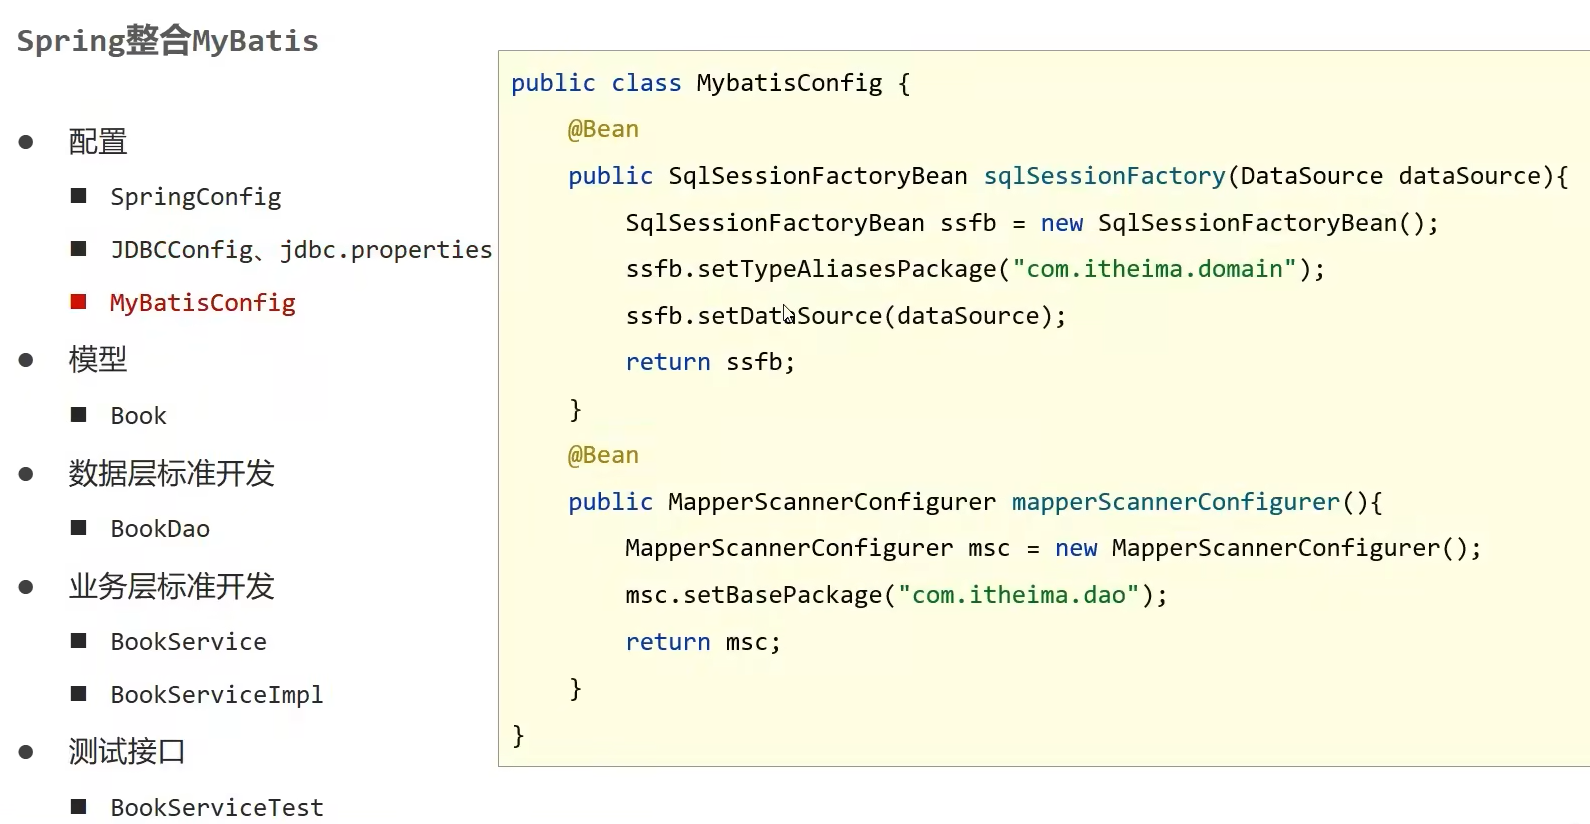 Spring整合MyBatis
● 配置
■ SpringConfig
■ JDBCConfig、jdbc.properties
■ MyBatisConfig
● 模型
■ Book
● 数据层标准开发
■ BookDao
● 业务层标准开发
■ BookService
■ BookServiceImpl
● 测试接口
■ BookServiceTest
public class MybatisConfig {
    @Bean
    public SqlSessionFactoryBean sqlSessionFactory(DataSource dataSource){
        SqlSessionFactoryBean ssfb = new SqlSessionFactoryBean();
        ssfb.setTypeAliasesPackage("com.itheima.domain");
        ssfb.setDataSource(dataSource);
        return ssfb;
    }
    @Bean
    public MapperScannerConfigurer mapperScannerConfigurer(){
        MapperScannerConfigurer msc = new MapperScannerConfigurer();
        msc.setBasePackage("com.itheima.dao");
        return msc;
    }
}